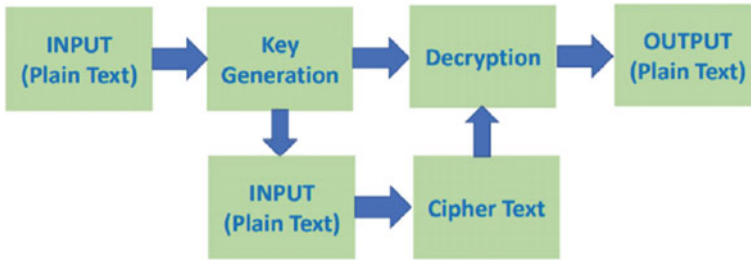 INPUT
(Plain Text)
Key
Generation
Decryption
OUTPUT
(Plain Text)
INPUT
(Plain Text)
Cipher Text